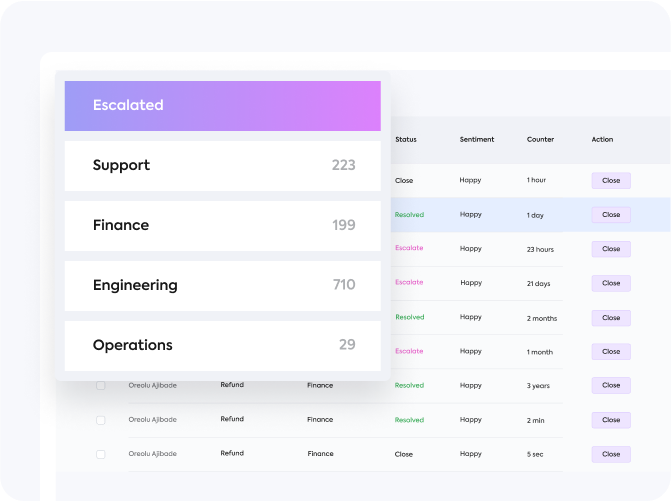 Escalated
Support 223
Finance 199
Engineering 710
Operations 29
Status Sentiment Counter Action
Close Happy 1 hour Close
Resolved Happy 1 day Close
Escalate Happy 23 hours Close
Escalate Happy 21 days Close
Resolved Happy 2 months Close
Escalate Happy 1 month Close
Oreolu Ajibade Refund Finance Resolved Happy 3 years Close
Oreolu Ajibade Refund Finance Resolved Happy 2 min Close
Oreolu Ajibade Refund Finance Close Happy 5 sec Close